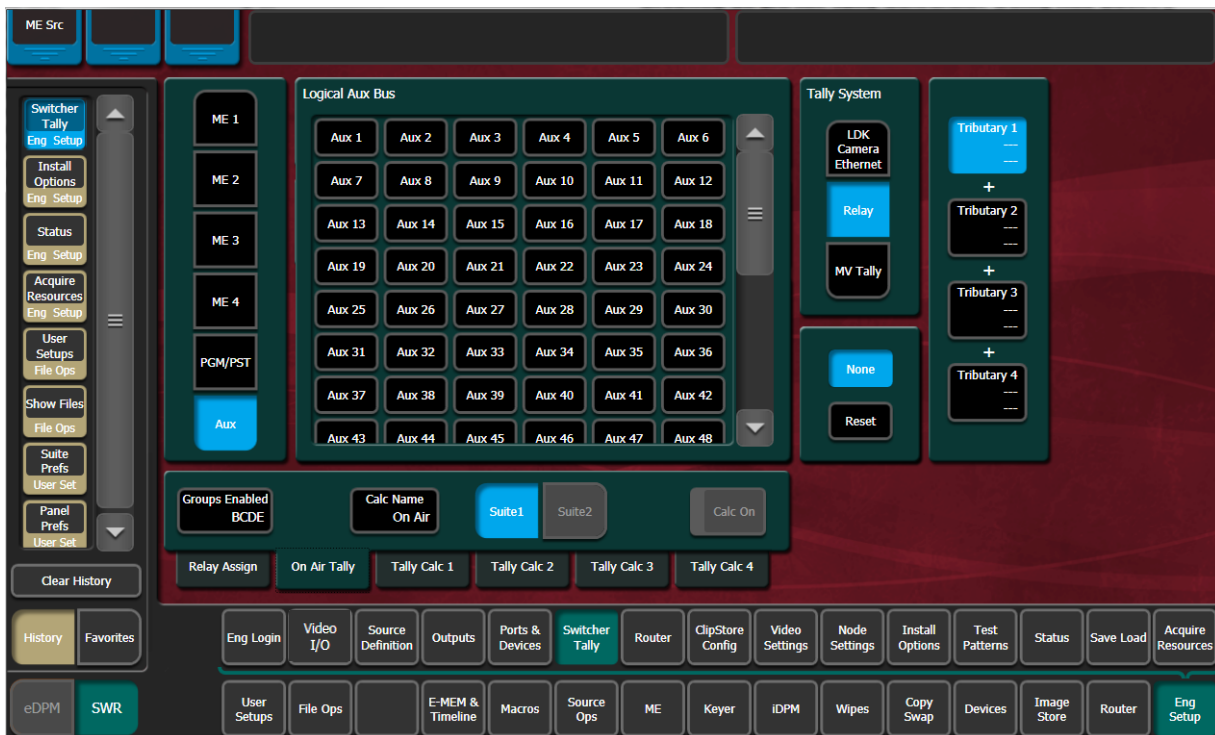 ME Src
Switcher
Tally
Eng Setup
Install
Options
Eng Setup
Status
Eng Setup
Acquire
Resources
Eng Setup
User
Setups
File Ops
Show Files
File Ops
Suite
Prefs
User Set
Panel
Prefs
User Set
Clear History
History
Favorites
eDPM
SWR
ME 1
ME 2
ME 3
ME 4
PGM/PST
Aux
Logical Aux Bus
Aux 1 Aux 2 Aux 3 Aux 4 Aux 5 Aux 6
Aux 7 Aux 8 Aux 9 Aux 10 Aux 11 Aux 12
Aux 13 Aux 14 Aux 15 Aux 16 Aux 17 Aux 18
Aux 19 Aux 20 Aux 21 Aux 22 Aux 23 Aux 24
Aux 25 Aux 26 Aux 27 Aux 28 Aux 29 Aux 30
Aux 31 Aux 32 Aux 33 Aux 34 Aux 35 Aux 36
Aux 37 Aux 38 Aux 39 Aux 40 Aux 41 Aux 42
Aux 43 Aux 44 Aux 45 Aux 46 Aux 47 Aux 48
Tally System
LDK
Camera
Ethernet
Relay
MV Tally
None
Reset
Tributary 1
---
---
+
Tributary 2
---
---
+
Tributary 3
---
---
+
Tributary 4
---
---
Groups Enabled
BCDE
Calc Name
On Air
Suite1
Suite2
Calc On
Relay Assign
On Air Tally
Tally Calc 1
Tally Calc 2
Tally Calc 3
Tally Calc 4
Eng Login
Video
I/O
Source
Definition
Outputs
Ports &
Devices
Switcher
Tally
Router
ClipStore
Config
Video
Settings
Node
Settings
Install
Options
Test
Patterns
Status
Save Load
Acquire
Resources
User
Setups
File Ops
E-MEM &
Timeline
Macros
Source
Ops
ME
Keyer
iDPM
Wipes
Copy
Swap
Devices
Image
Store
Router
Eng
Setup